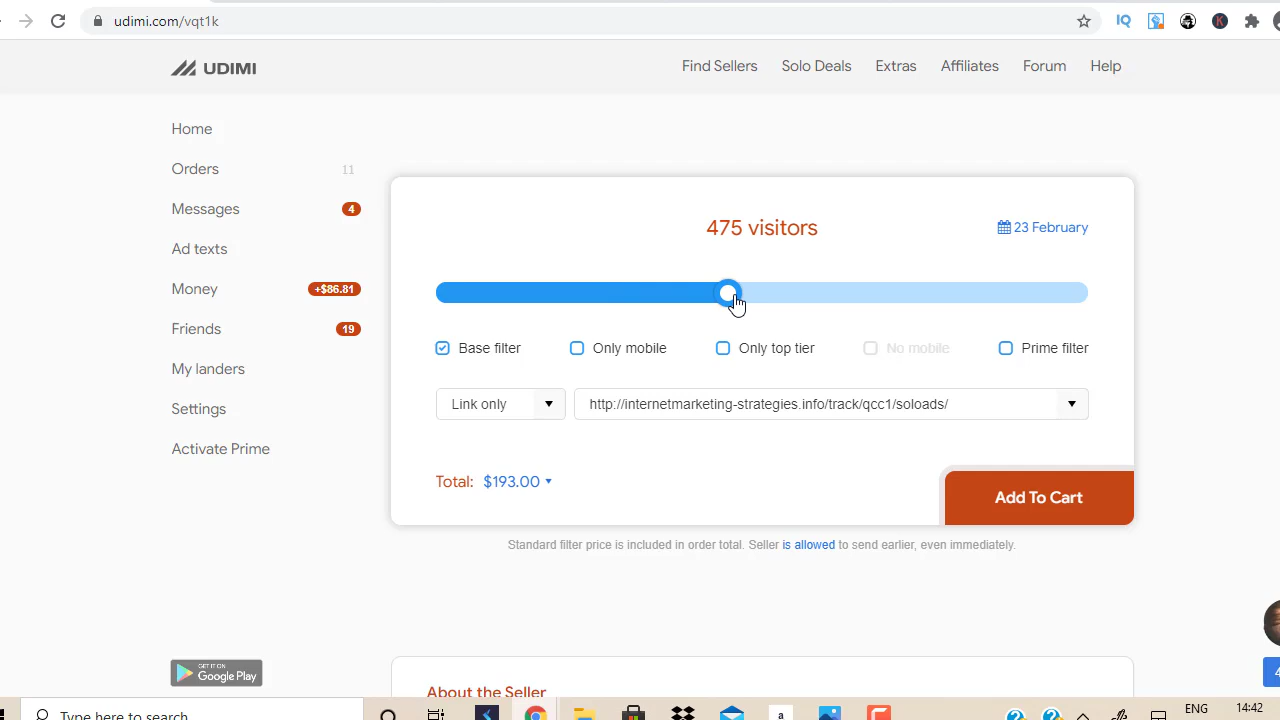 udimi.com/vqt1k
IQ
K
UDIMI
Find Sellers Solo Deals Extras Affiliates Forum Help
Home
Orders 11
Messages 4
Ad texts
Money +$86.81
Friends 19
My landers
Settings
Activate Prime
475 visitors
23 February
Base filter Only mobile Only top tier No mobile Prime filter
Link only http://internetmarketing-strategies.info/track/qcc1/soloads/
Total: $193.00
Add To Cart
Standard filter price is included in order total. Seller is allowed to send earlier, even immediately.
GET IT ON
Google Play
4
About the Seller
Type here to search
a
ENG
14:42